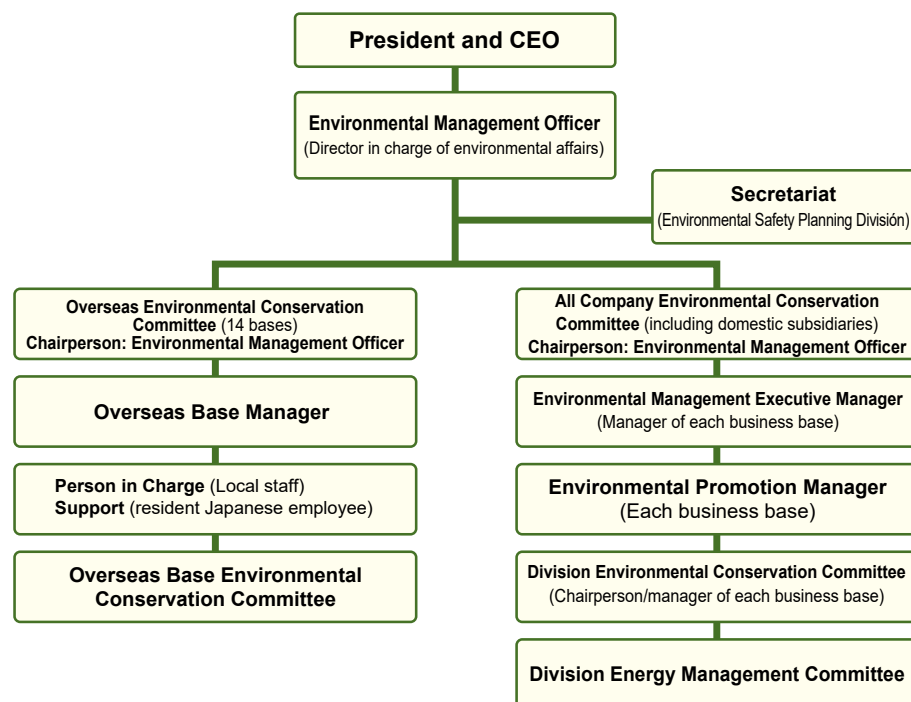 President and CEO
Environmental Management Officer
(Director in charge of environmental affairs)
Secretariat
(Environmental Safety Planning Divisíón)
Overseas Environmental Conservation
Committee (14 bases)
Chairperson: Environmental Management Officer
All Company Environmental Conservation
Committee (including domestic subsidiaries)
Chairperson: Environmental Management Officer
Overseas Base Manager
Environmental Management Executive Manager
(Manager of each business base)
Person in Charge (Local staff)
Support (resident Japanese employee)
Environmental Promotion Manager
(Each business base)
Overseas Base Environmental
Conservation Committee
Division Environmental Conservation Committee
(Chairperson/manager of each business base)
Division Energy Management Committee